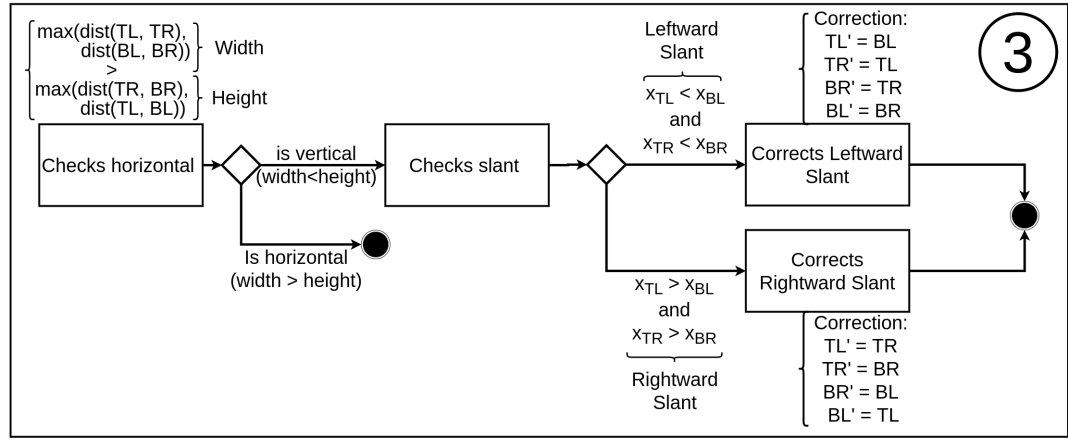 max(dist(TL, TR),
dist(BL, BR))
Width
>
max(dist(TR, BR),
dist(TL, BL))
Height
Checks horizontal
is vertical
(width<height)
Is horizontal
(width > height)
Checks slant
Leftward
Slant
xTL < xBL
and
xTR < xBR
xTL > xBL
and
xTR > xBR
Rightward
Slant
Correction:
TL' = BL
TR' = TL
BR' = TR
BL' = BR
Corrects Leftward
Slant
Corrects
Rightward Slant
Correction:
TL' = TR
TR' = BR
BR' = BL
BL' = TL
3